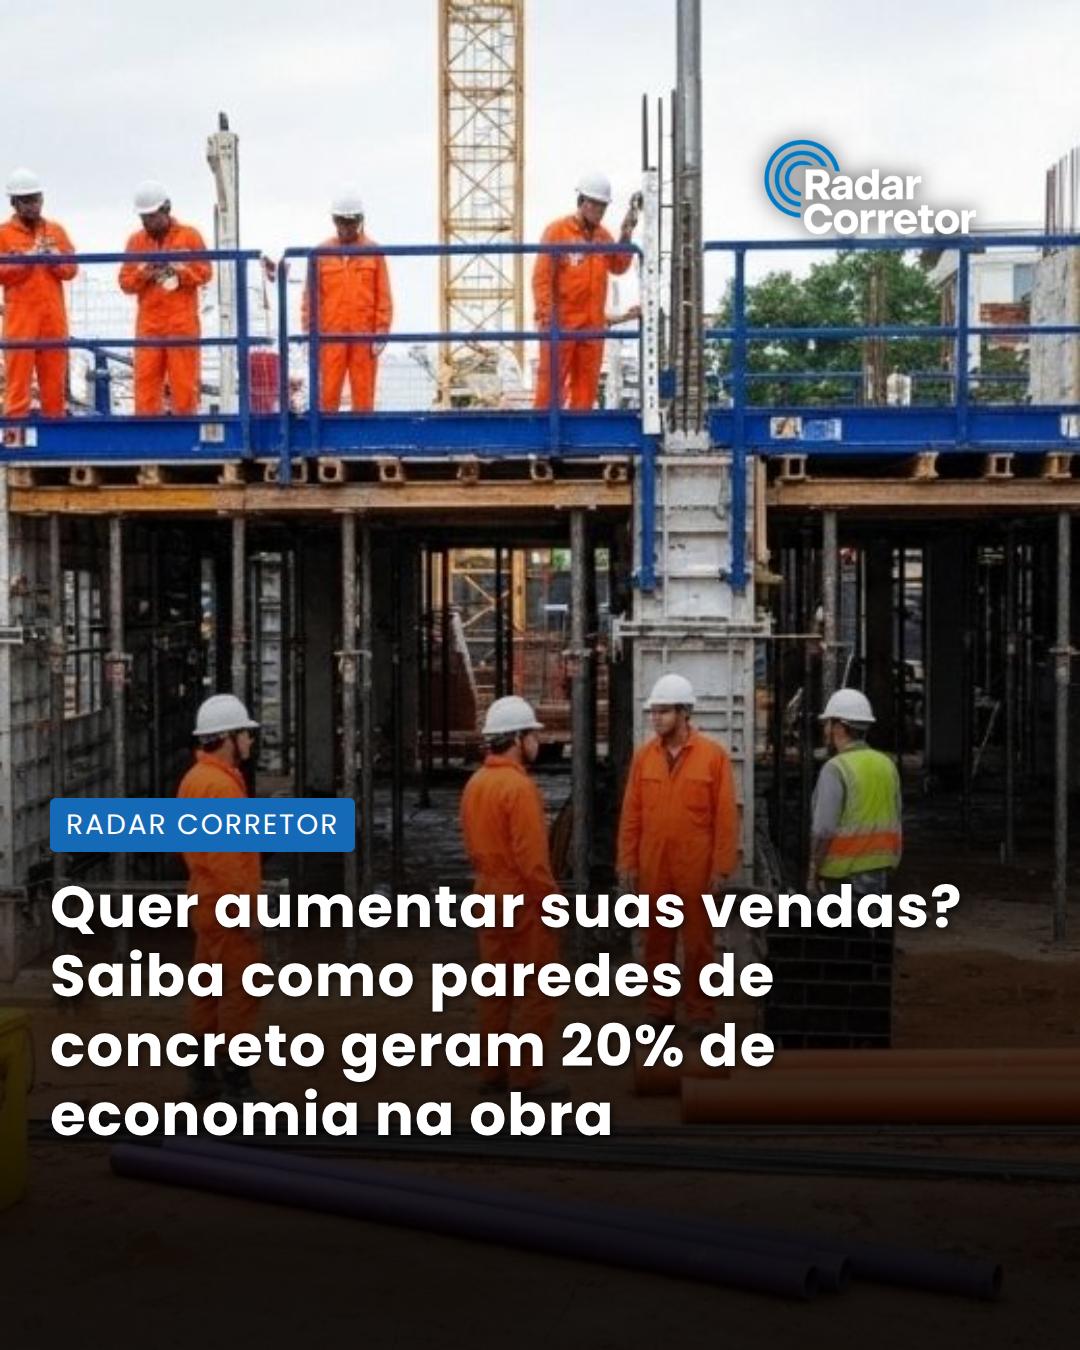 Radar
Corretor
RADAR CORRETOR
Quer aumentar suas vendas?
Saiba como paredes de
concreto geram 20% de
economia na obra